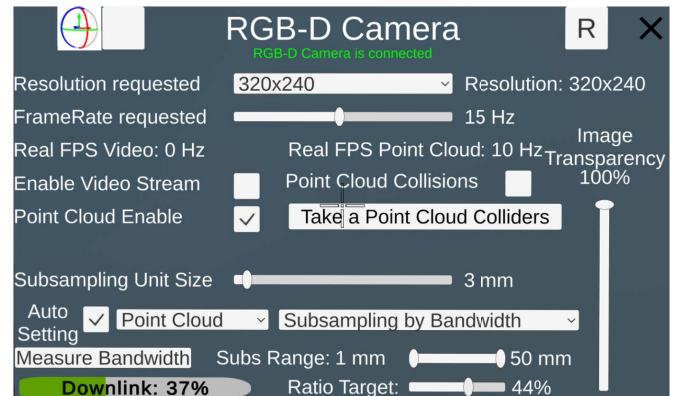 RGB-D Camera
R
RGB-D Camera is connected
Resolution requested 320x240 Resolution: 320x240
FrameRate requested 15 Hz
Real FPS Video: 0 Hz Real FPS Point Cloud: 10 Hz
Image
Transparency
100%
Enable Video Stream Point Cloud Collisions
Point Cloud Enable Take a Point Cloud Colliders
Subsampling Unit Size 3 mm
Auto
Setting
Point Cloud Subsampling by Bandwidth
Measure Bandwidth Subs Range: 1 mm 50 mm
Downlink: 37% Ratio Target: 44%